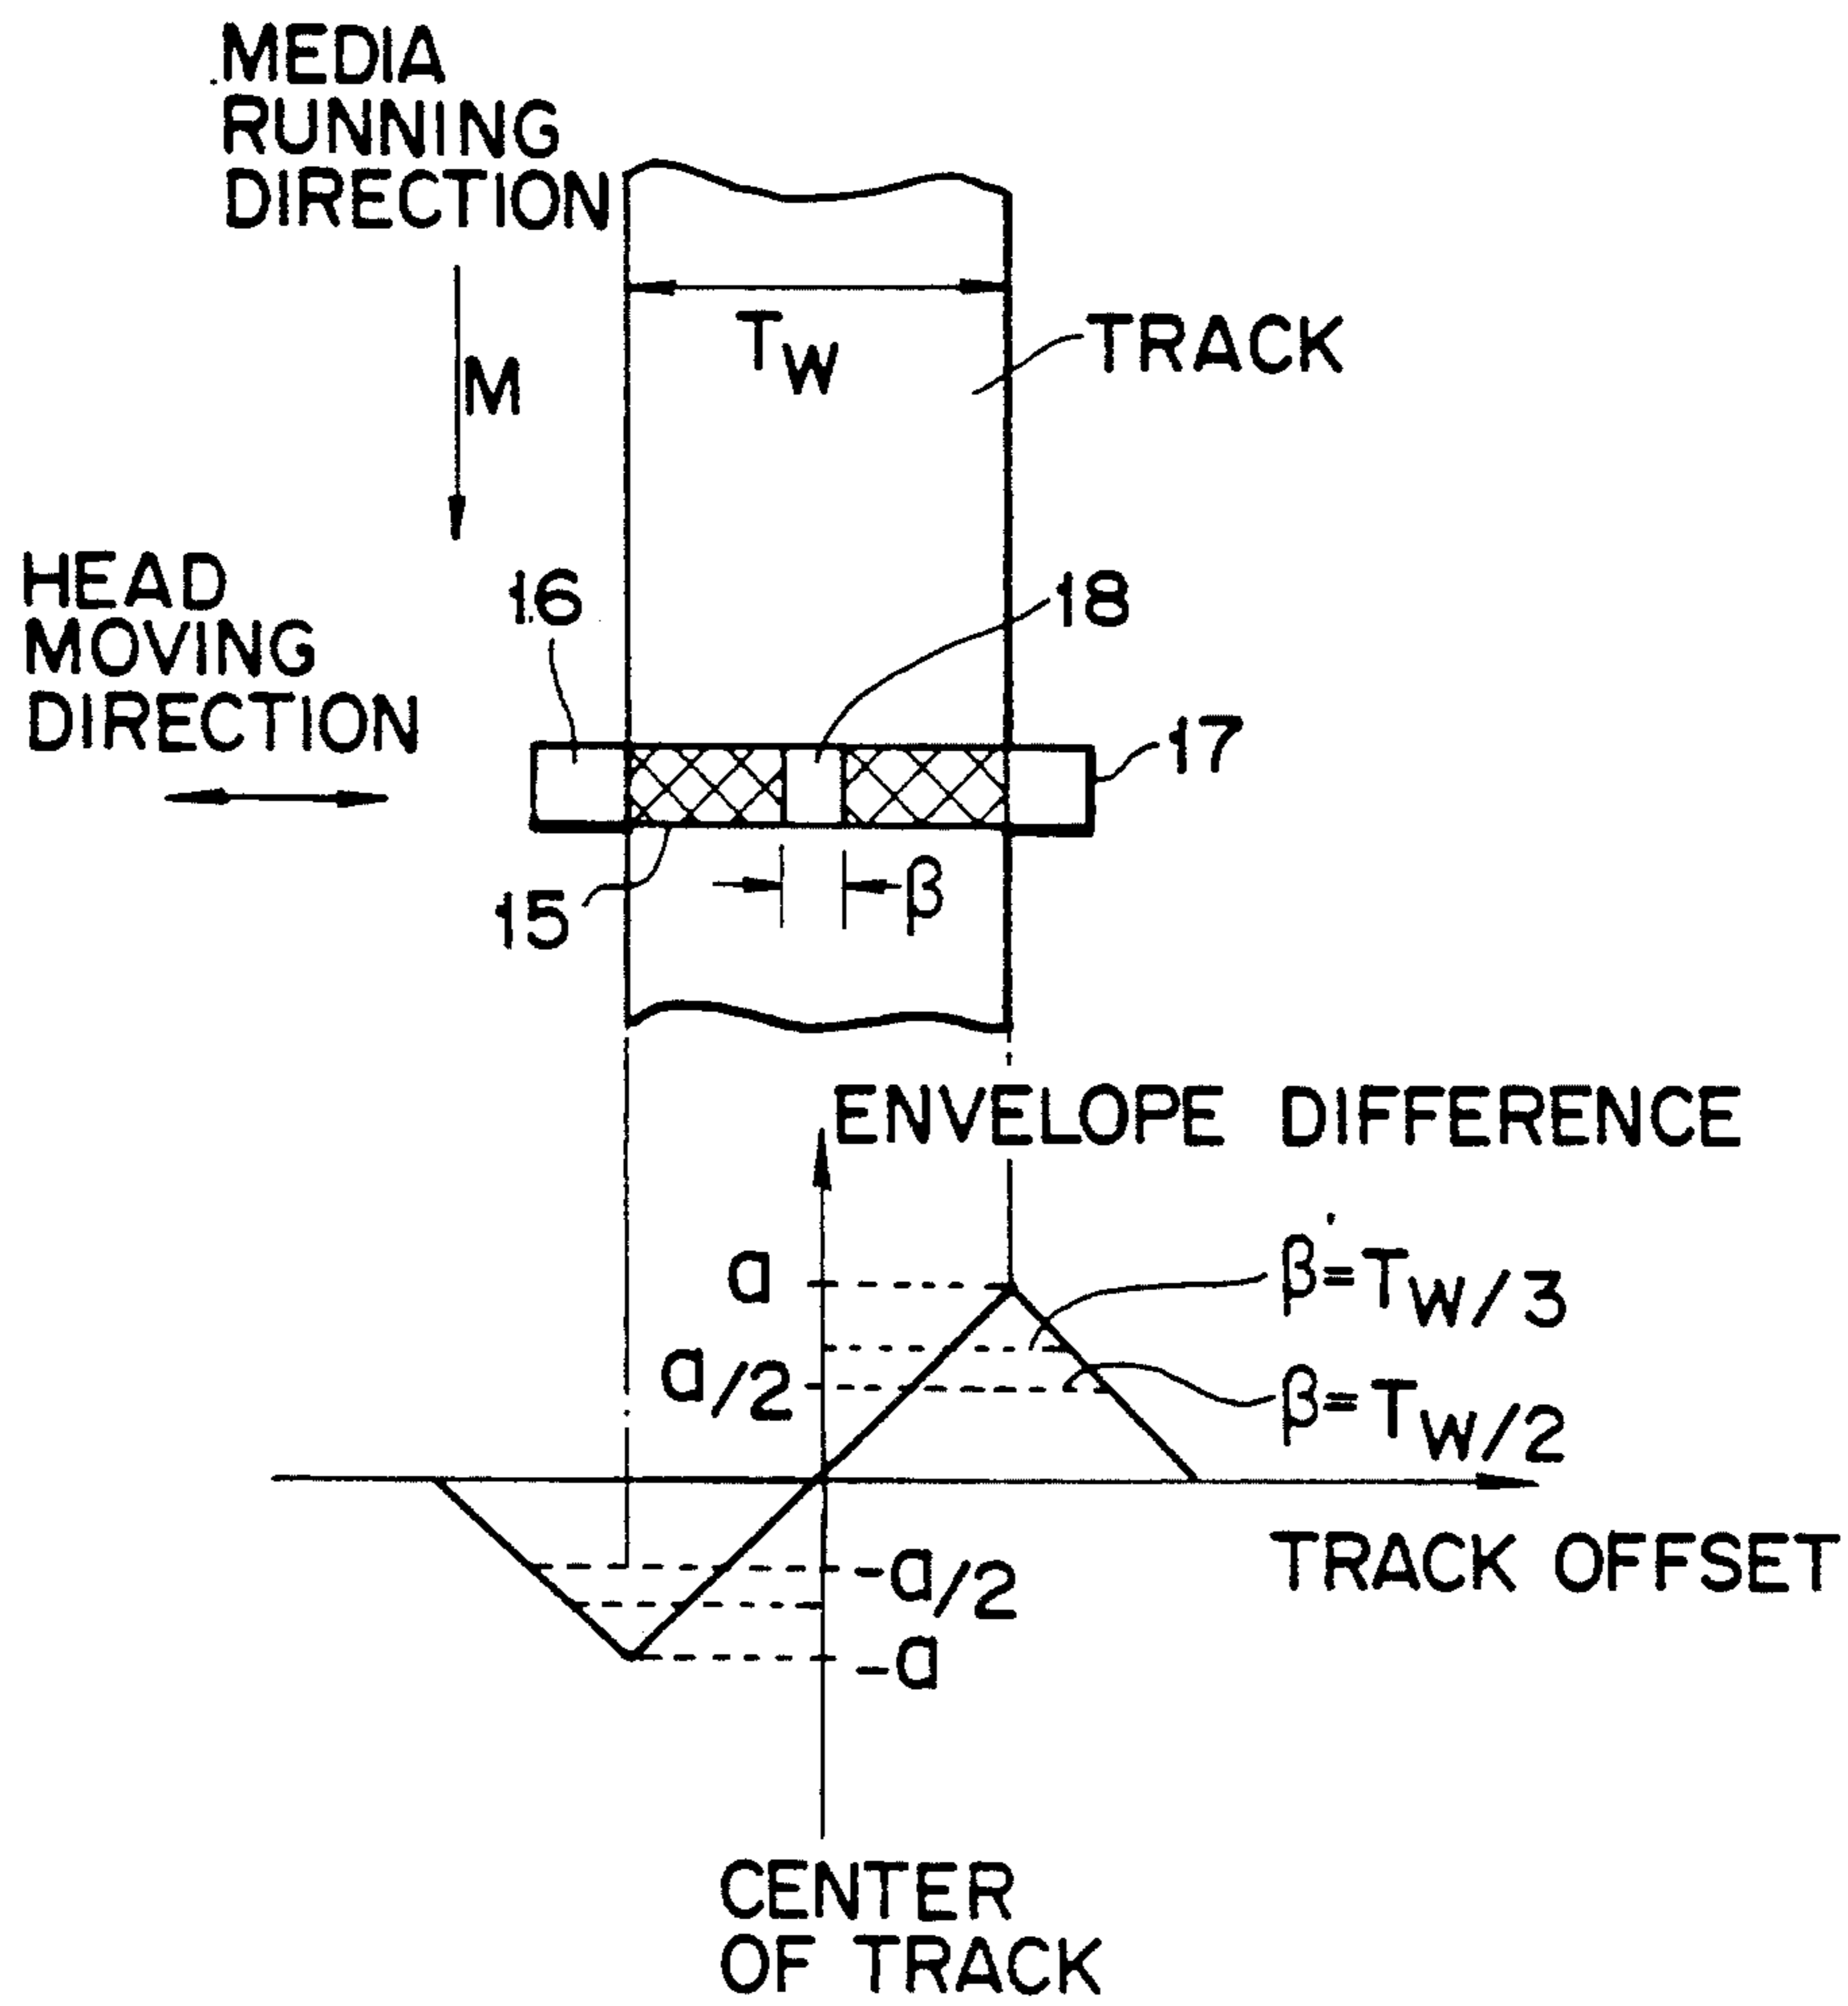 MEDIA
RUNNING
DIRECTION
TW
TRACK
M
HEAD
MOVING
DIRECTION
16
18
17
15
β
ENVELOPE DIFFERENCE
a
β=TW/3
a/2
β=TW/2
TRACK OFFSET
-a/2
-a
CENTER
OF TRACK